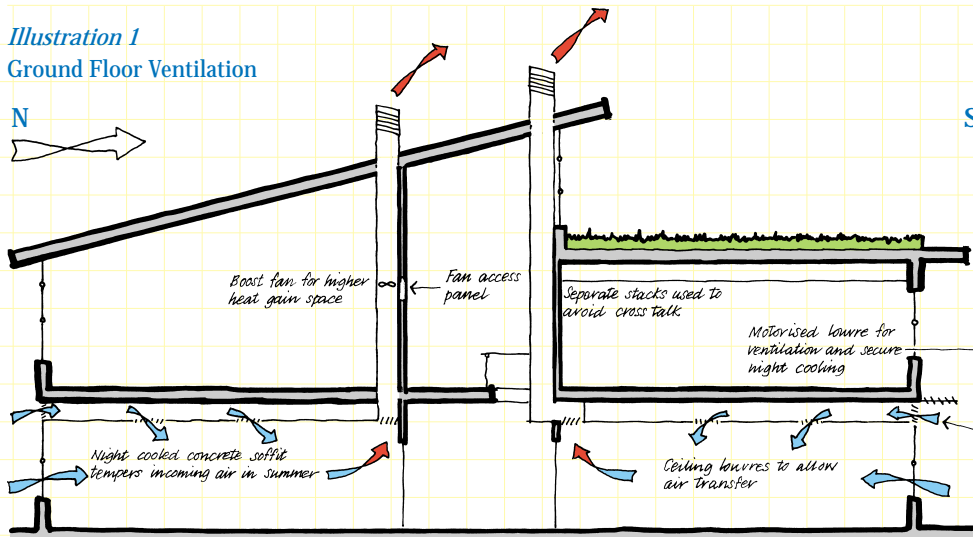 Illustration 1
Ground Floor Ventilation
N
S
Boost fan for higher
heat gain space
Fan access
panel
Separate stacks used to
avoid cross talk
Motorised louvre for
ventilation and secure
night cooling
Night cooled concrete soffit
tempers incoming air in summer
Ceiling louvres to allow
air transfer